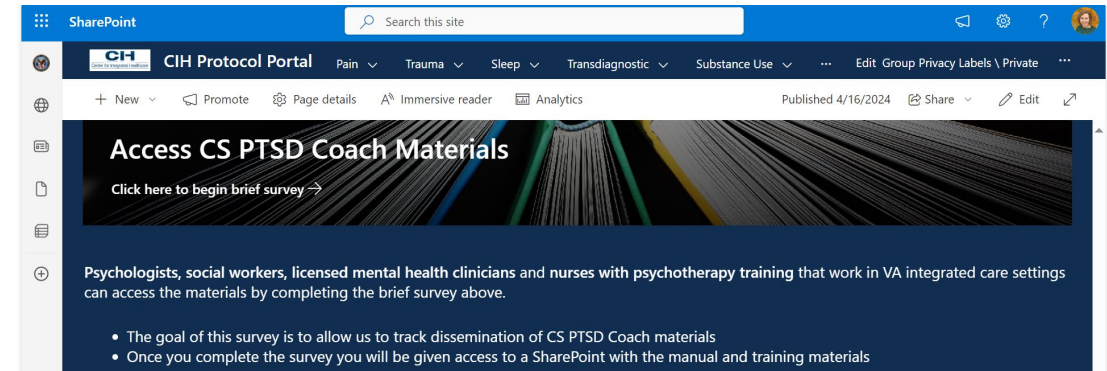 SharePoint
Search this site
?
CIH
Center for Integrated Healthcare
CIH Protocol Portal
Pain
Trauma
Sleep
Transdiagnostic
Substance Use
...
Edit
Group Privacy Labels \ Private
...
+ New
Promote
Page details
Immersive reader
Analytics
Published 4/16/2024
Share
Edit
Access CS PTSD Coach Materials
Click here to begin brief survey →
Psychologists, social workers, licensed mental health clinicians and nurses with psychotherapy training that work in VA integrated care settings
can access the materials by completing the brief survey above.
• The goal of this survey is to allow us to track dissemination of CS PTSD Coach materials
• Once you complete the survey you will be given access to a SharePoint with the manual and training materials